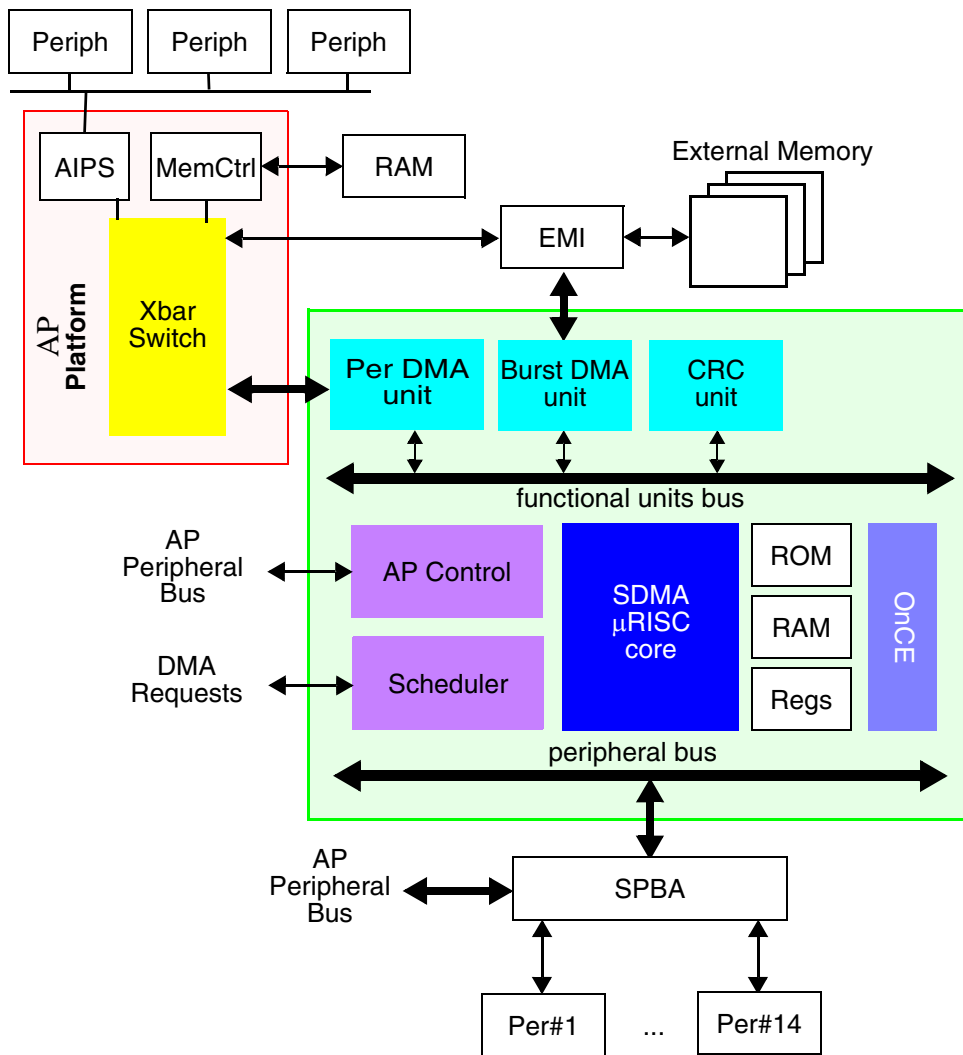 Periph
Periph
Periph
AIPS
MemCtrl
RAM
External Memory
EMI
AP
Platform
Xbar
Switch
Per DMA
unit
Burst DMA
unit
CRC
unit
functional units bus
AP
Peripheral
Bus
AP Control
SDMA
µRISC
core
ROM
RAM
Regs
OnCE
DMA
Requests
Scheduler
peripheral bus
AP
Peripheral
Bus
SPBA
Per#1
...
Per#14